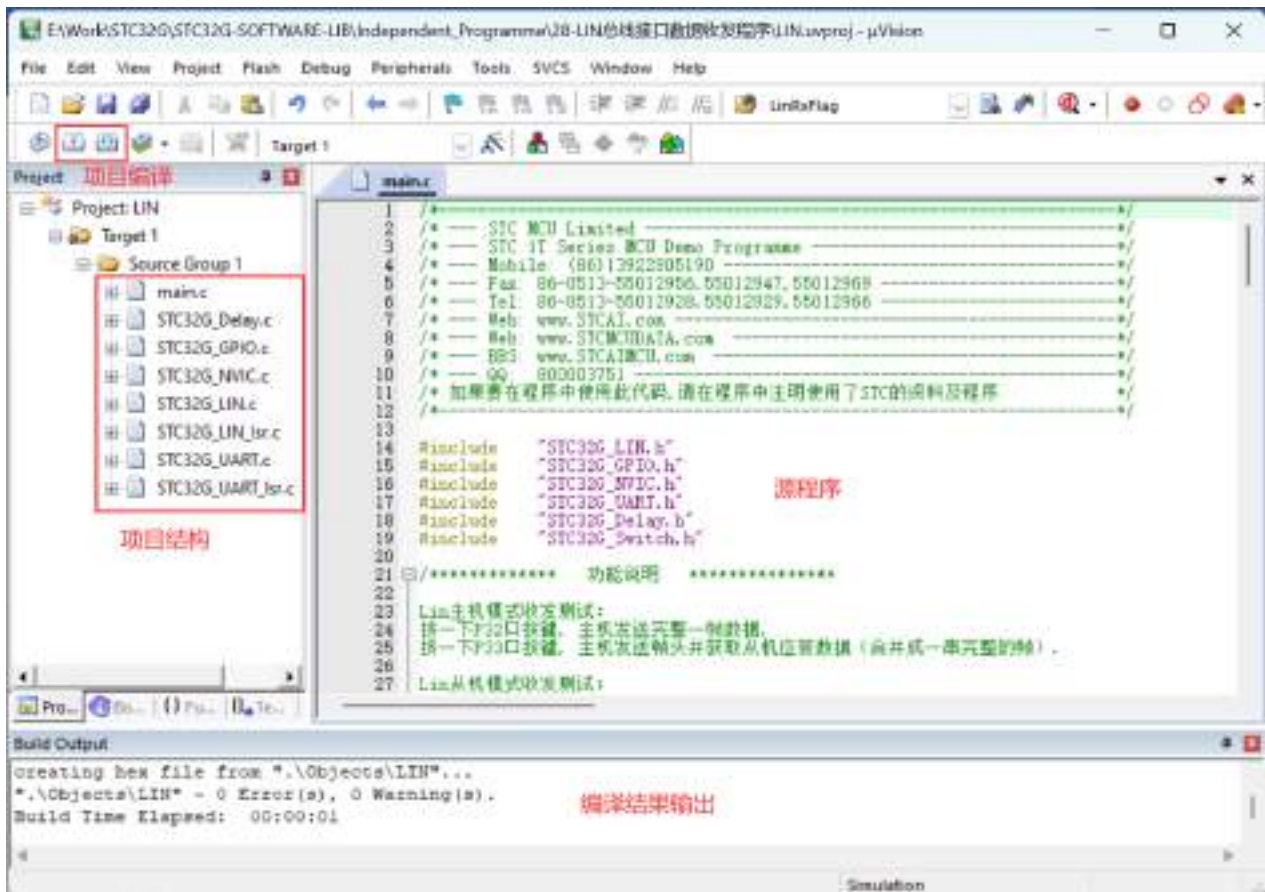 E:\Work\STC32G\STC32G-SOFTWARE-LIB\Independent_Programme\28-LIN总线接口数据收发程序\LIN.uvproj - µVision
File Edit View Project Flash Debug Peripherals Tools SVCS Window Help
LinRxFlag
Target 1
Project 项目编译
main.c
Project: LIN
Target 1
Source Group 1
main.c
STC32G_Delay.c
STC32G_GPIO.c
STC32G_NVIC.c
STC32G_LIN.c
STC32G_LIN_Isr.c
STC32G_UART.c
STC32G_UART_Isr.c
项目结构
1 /*---------------------------------------------------------------------*/
2 /* --- STC MCU Limited ------------------------------------------------*/
3 /* --- STC 1T Series MCU Demo Programme -------------------------------*/
4 /* --- Mobile: (86)13922805190 ----------------------------------------*/
5 /* --- Fax: 86-0513-55012956,55012947,55012969 ------------------------*/
6 /* --- Tel: 86-0513-55012928,55012929,55012966 ------------------------*/
7 /* --- Web: www.STCAI.com ---------------------------------------------*/
8 /* --- Web: www.STCMCUDATA.com ---------------------------------------*/
9 /* --- BBS: www.STCAIMCU.com -----------------------------------------*/
10 /* --- QQ: 800003751 -------------------------------------------------*/
11 /* 如果要在程序中使用此代码,请在程序中注明使用了STC的资料及程序 */
12 /*---------------------------------------------------------------------*/
13
14 #include "STC32G_LIN.h"
15 #include "STC32G_GPIO.h"
16 #include "STC32G_NVIC.h"
17 #include "STC32G_UART.h"
18 #include "STC32G_Delay.h"
19 #include "STC32G_Switch.h"
源程序
20
21 /************* 功能说明 ***************
22
23 Lin主机模式收发测试:
24 按一下P32口按键, 主机发送完整一帧数据.
25 按一下P33口按键, 主机发送帧头并获取从机应答数据(合并成一串完整的帧).
26
27 Lin从机模式收发测试:
Pro... Bo... {} Fu... Te...
Build Output
creating hex file from ".\Objects\LIN"...
".\Objects\LIN" - 0 Error(s), 0 Warning(s).
Build Time Elapsed: 00:00:01
编译结果输出
Simulation